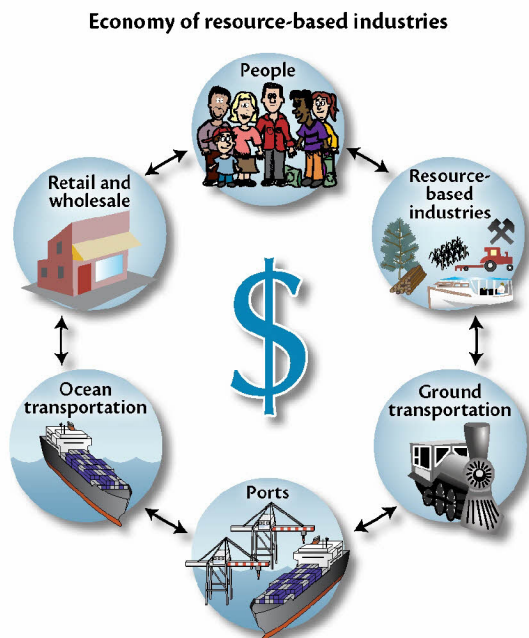 Economy of resource-based industries
People
Retail and
wholesale
Resource-
based
industries
$
Ocean
transportation
Ground
transportation
Ports